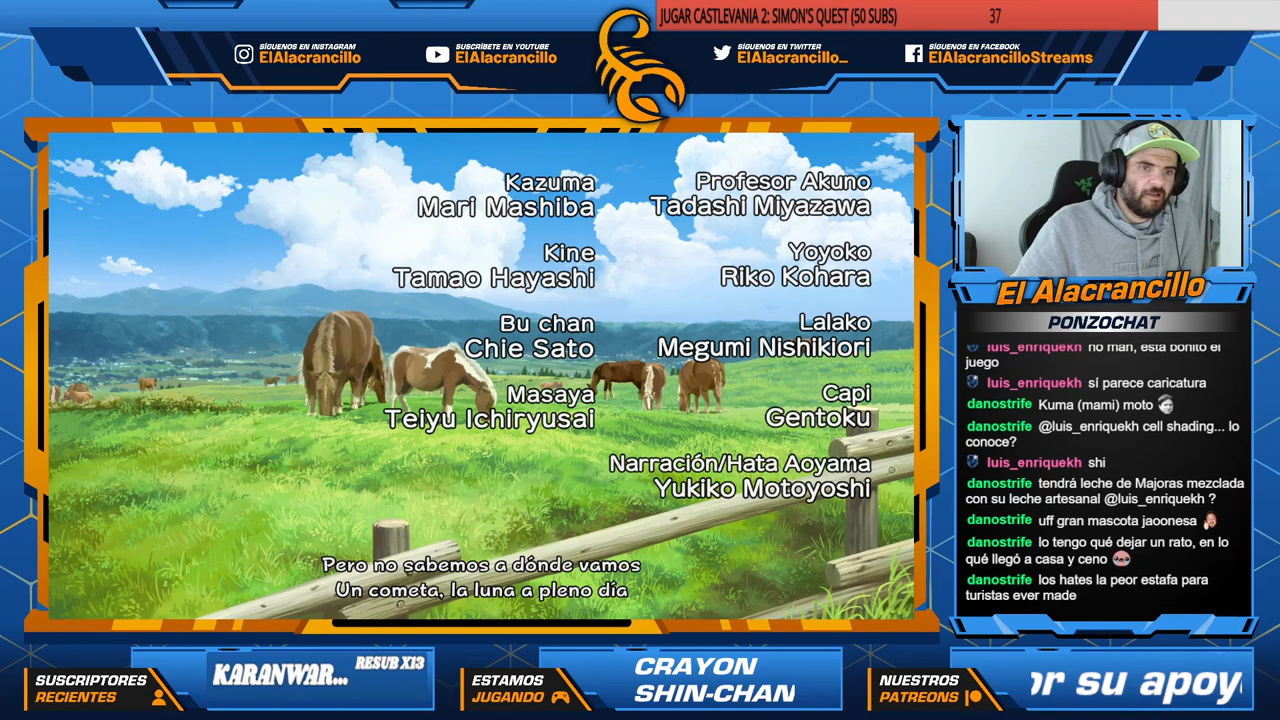 JUGAR CASTLEVANIA 2: SIMON'S QUEST (50 SUBS) 37
SÍGUENOS EN INSTAGRAM
ElAlacrancillo
SUSCRÍBETE EN YOUTUBE
ElAlacrancillo
SÍGUENOS EN TWITTER
ElAlacrancillo_
SÍGUENOS EN FACEBOOK
ElAlacrancilloStreams
Kazuma
Mari Mashiba
Kine
Tamao Hayashi
Bu chan
Chie Sato
Masaya
Teiyu Ichiryusai
Profesor Akuno
Tadashi Miyazawa
Yoyoko
Riko Kohara
Lalako
Megumi Nishikiori
Capi
Gentoku
Narración/Hata Aoyama
Yukiko Motoyoshi
Pero no sabemos a dónde vamos
Un cometa, la luna a pleno día
El Alacrancillo
PONZOCHAT
luis_enriquekh no man, esta bonito el
juego
luis_enriquekh sí parece caricatura
danostrife Kuma (mami) moto
danostrife @luis_enriquekh cell shading... lo
conoce?
luis_enriquekh shi
danostrife tendrá leche de Majoras mezclada
con su leche artesanal @luis_enriquekh ?
danostrife uff gran mascota jaoonesa
danostrife lo tengo qué dejar un rato, en lo
qué llegó a casa y ceno
danostrife los hates la peor estafa para
turistas ever made
SUSCRIPTORES
RECIENTES
KARANWAR...
RESUB X13
ESTAMOS
JUGANDO
CRAYON
SHIN-CHAN
NUESTROS
PATREONS
or su apoy